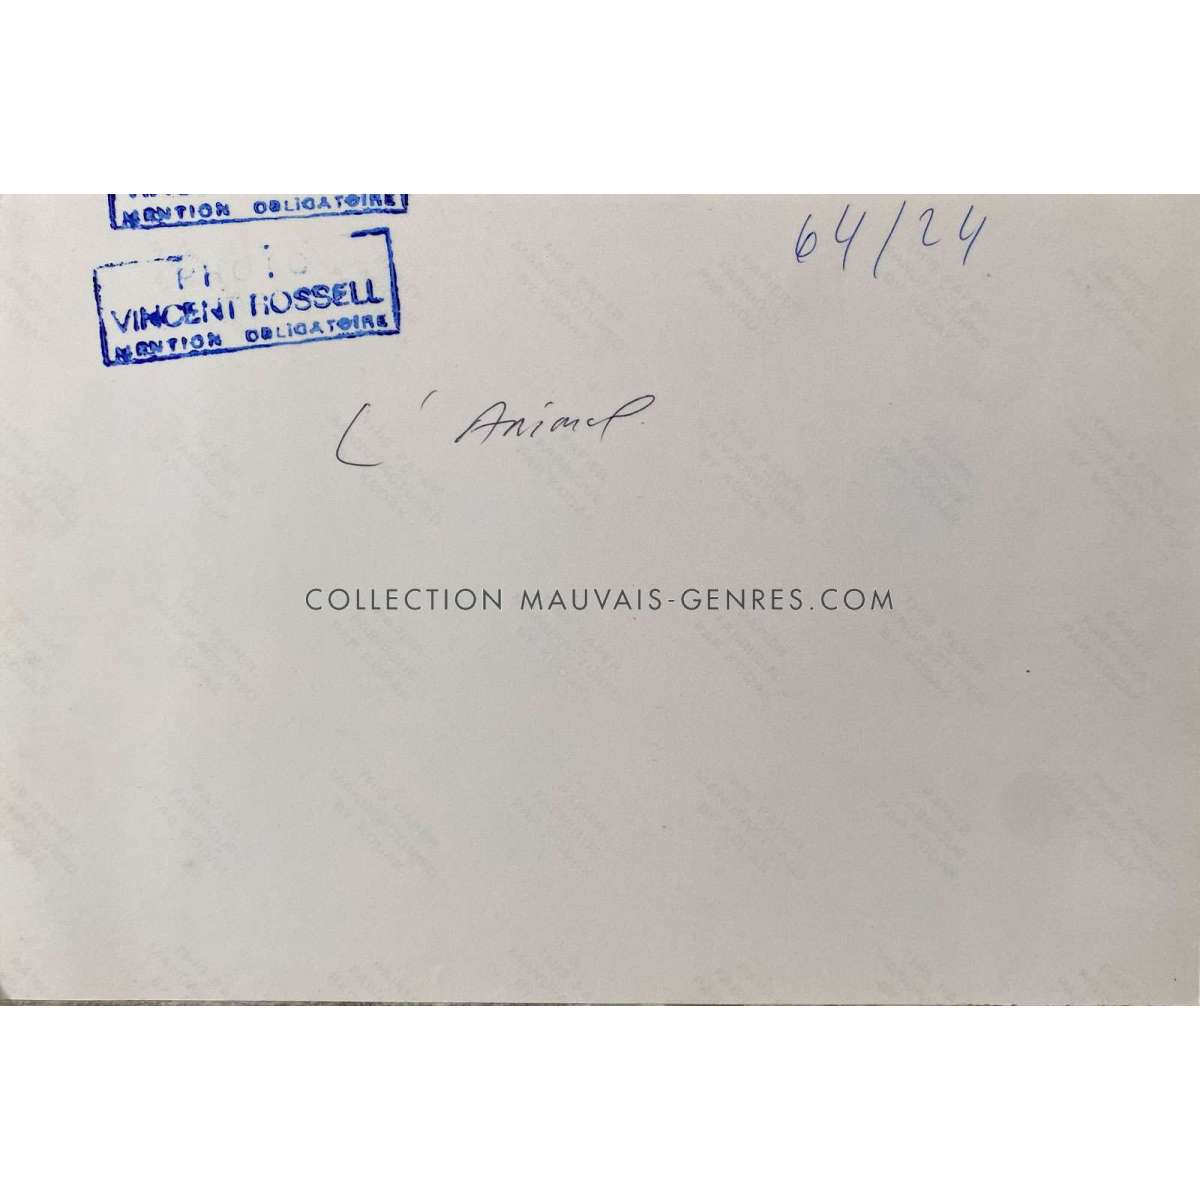 MENTION OBLIGATOIRE
64/24
PHOTO
VINCENT ROSSELL
MENTION OBLIGATOIRE
L'Animal
COLLECTION MAUVAIS-GENRES.COM